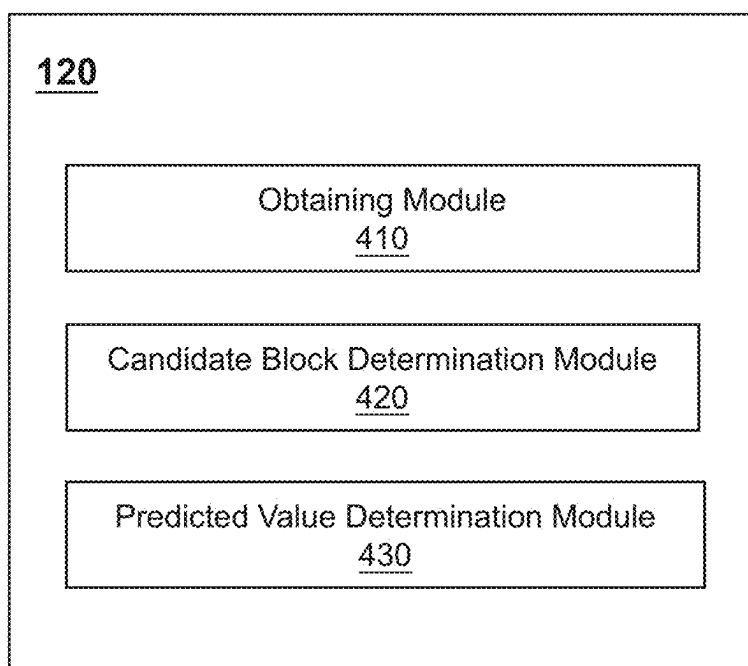 120
Obtaining Module
410
Candidate Block Determination Module
420
Predicted Value Determination Module
430